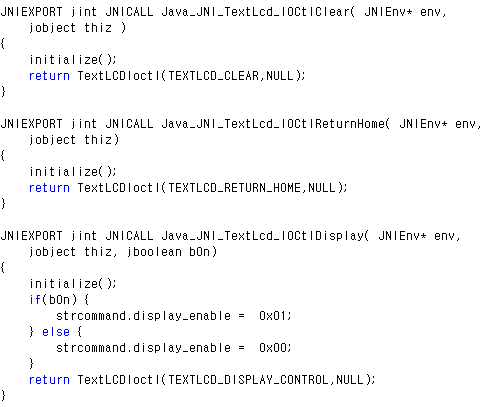 JNIEXPORT jint JNICALL Java_JNI_TextLcd_IOCtlClear( JNIEnv* env,
    jobject thiz )
{
    initialize();
    return TextLCDIoctl(TEXTLCD_CLEAR,NULL);
}

JNIEXPORT jint JNICALL Java_JNI_TextLcd_IOCtlReturnHome( JNIEnv* env,
    jobject thiz)
{
    initialize();
    return TextLCDIoctl(TEXTLCD_RETURN_HOME,NULL);
}

JNIEXPORT jint JNICALL Java_JNI_TextLcd_IOCtlDisplay( JNIEnv* env,
    jobject thiz, jboolean bOn)
{
    initialize();
    if(bOn) {
        strcommand.display_enable =  0x01;
    } else {
        strcommand.display_enable =  0x00;
    }
    return TextLCDIoctl(TEXTLCD_DISPLAY_CONTROL,NULL);
}